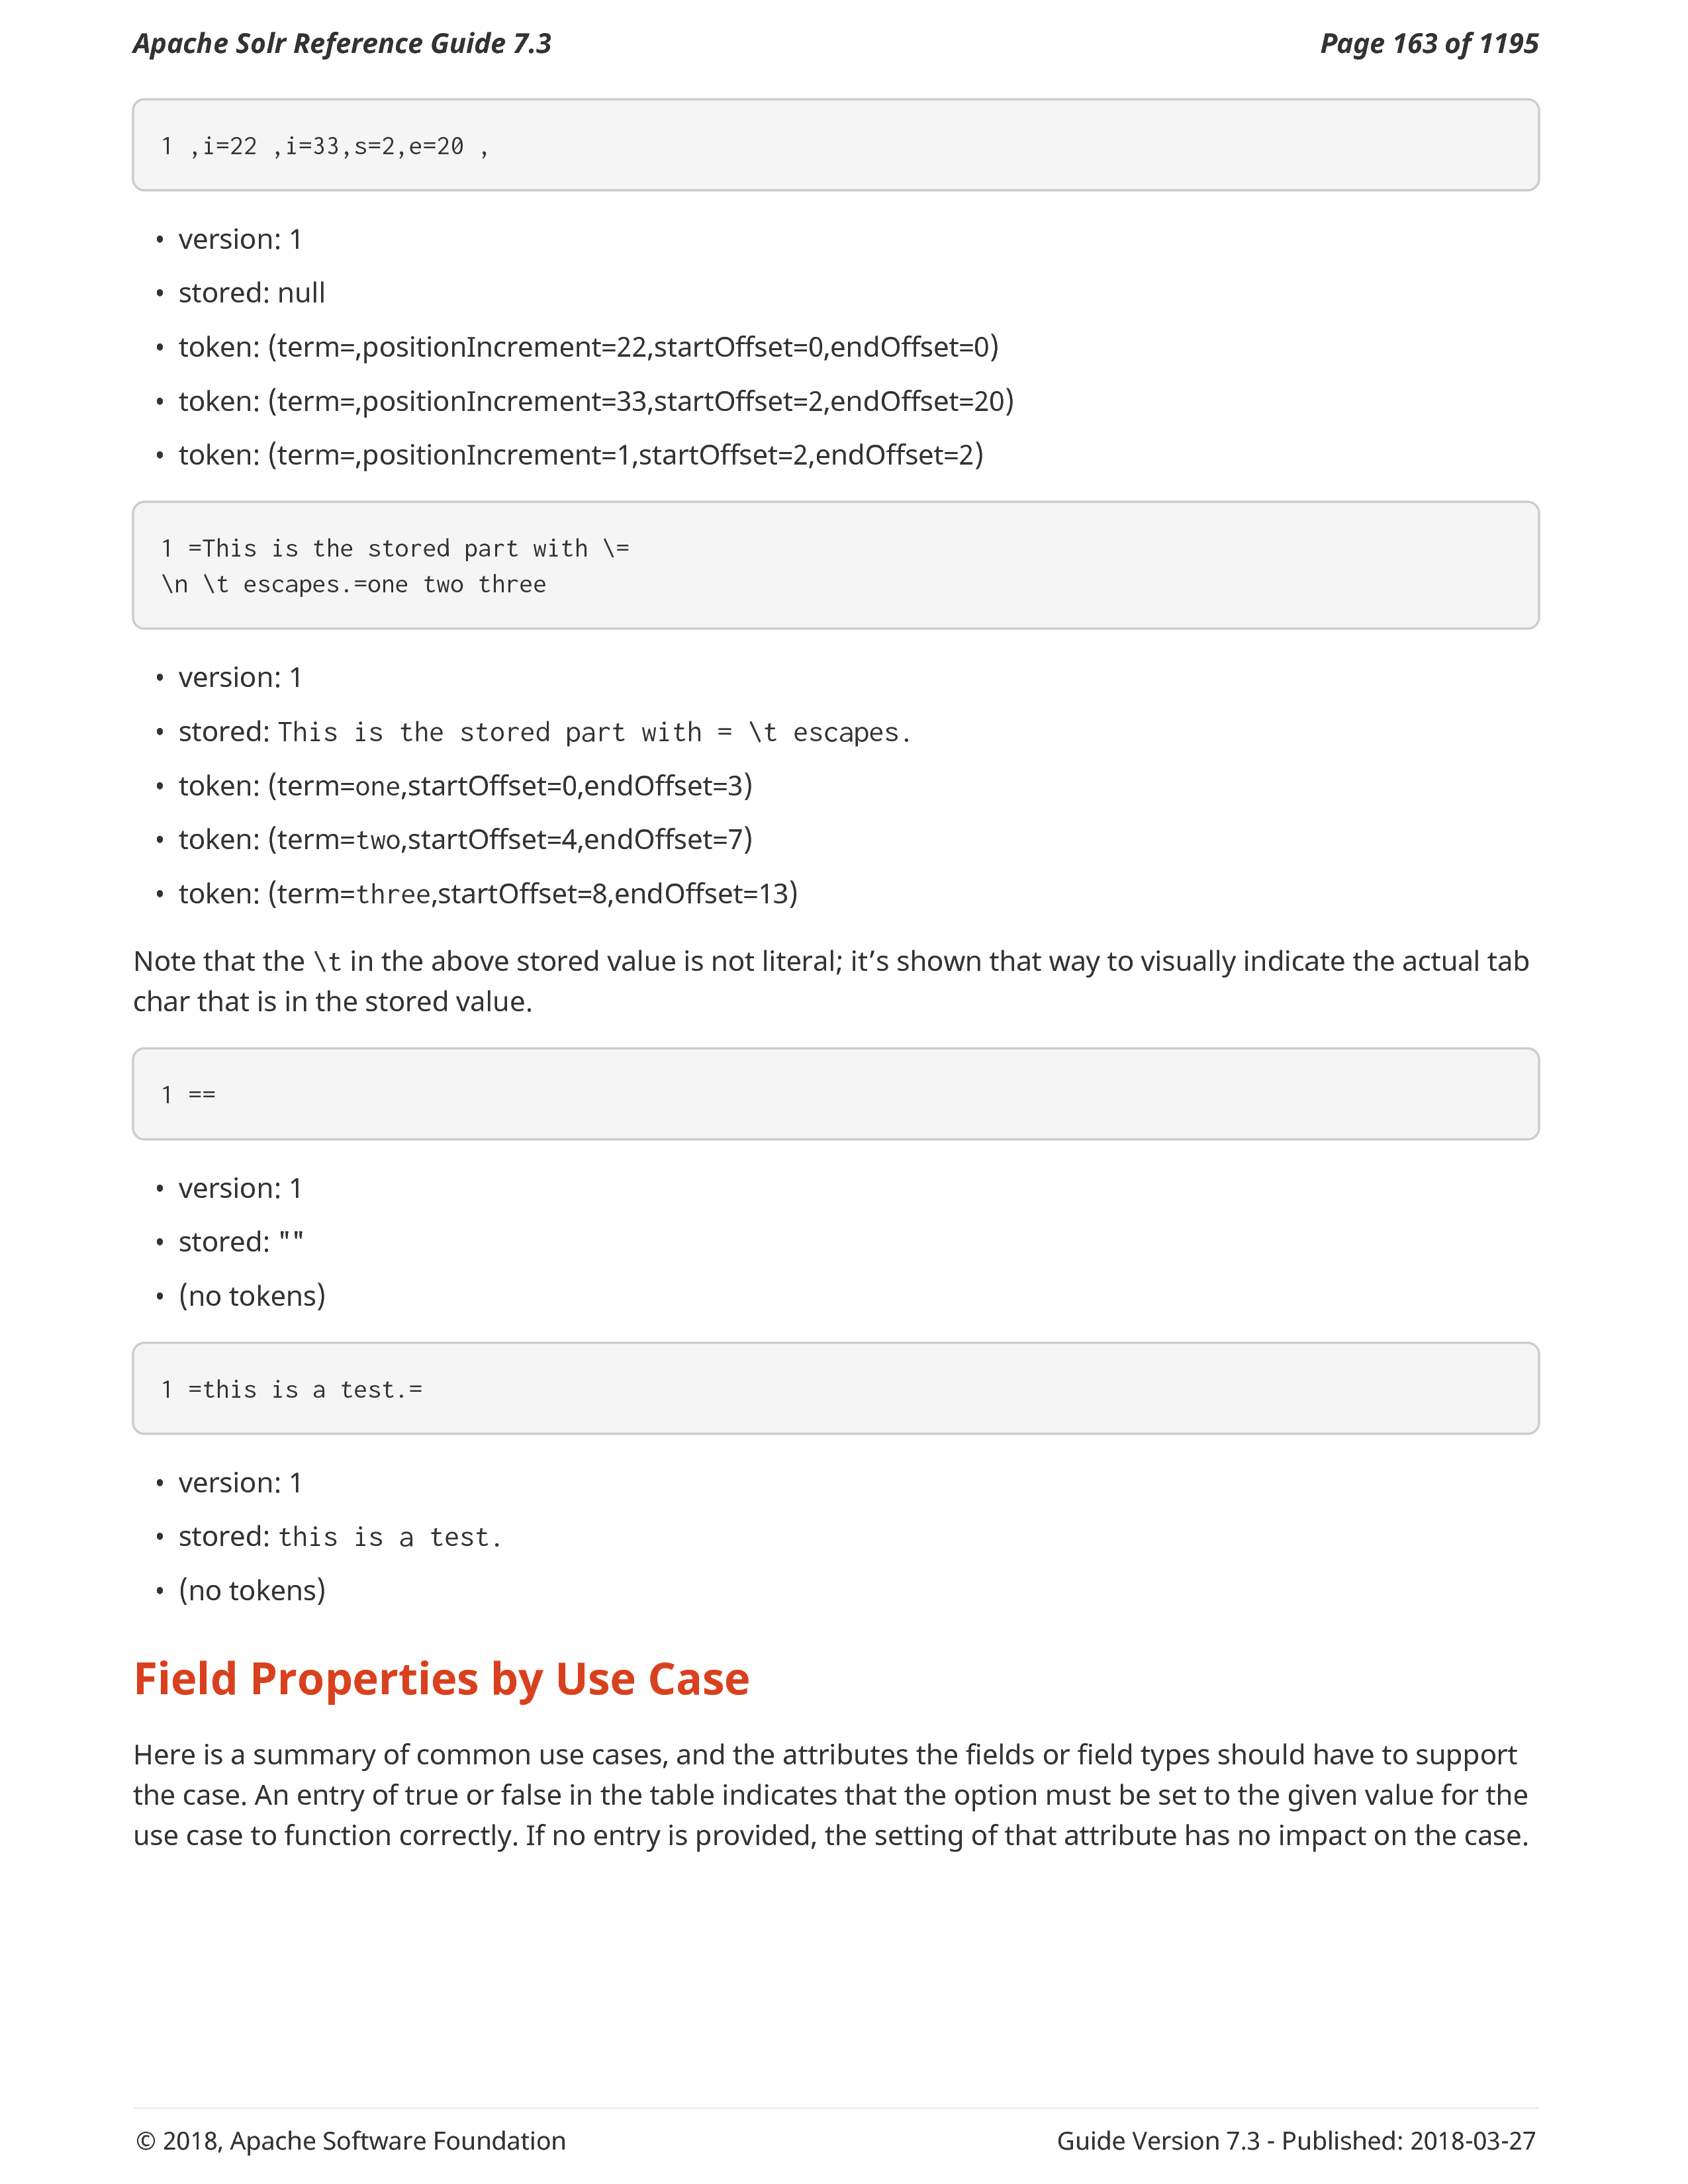 Apache Solr Reference Guide 7.3
Page 163 of 1195
1 ,i=22 ,i=33,s=2,e=20 ,
• version: 1
• stored: null
• token: (term=,positionIncrement=22,startOffset=0,endOffset=0)
• token: (term=,positionIncrement=33,startOffset=2,endOffset=20)
• token: (term=,positionIncrement=1,startOffset=2,endOffset=2)
1 =This is the stored part with \=
\n \t escapes.=one two three
• version: 1
• stored: This is the stored part with = \t escapes.
• token: (term=one,startOffset=0,endOffset=3)
• token: (term=two,startOffset=4,endOffset=7)
• token: (term=three,startOffset=8,endOffset=13)
Note that the \t in the above stored value is not literal; it’s shown that way to visually indicate the actual tab
char that is in the stored value.
1 ==
• version: 1
• stored: ""
• (no tokens)
1 =this is a test.=
• version: 1
• stored: this is a test.
• (no tokens)
Field Properties by Use Case
Here is a summary of common use cases, and the attributes the fields or field types should have to support
the case. An entry of true or false in the table indicates that the option must be set to the given value for the
use case to function correctly. If no entry is provided, the setting of that attribute has no impact on the case.
© 2018, Apache Software Foundation
Guide Version 7.3 - Published: 2018-03-27